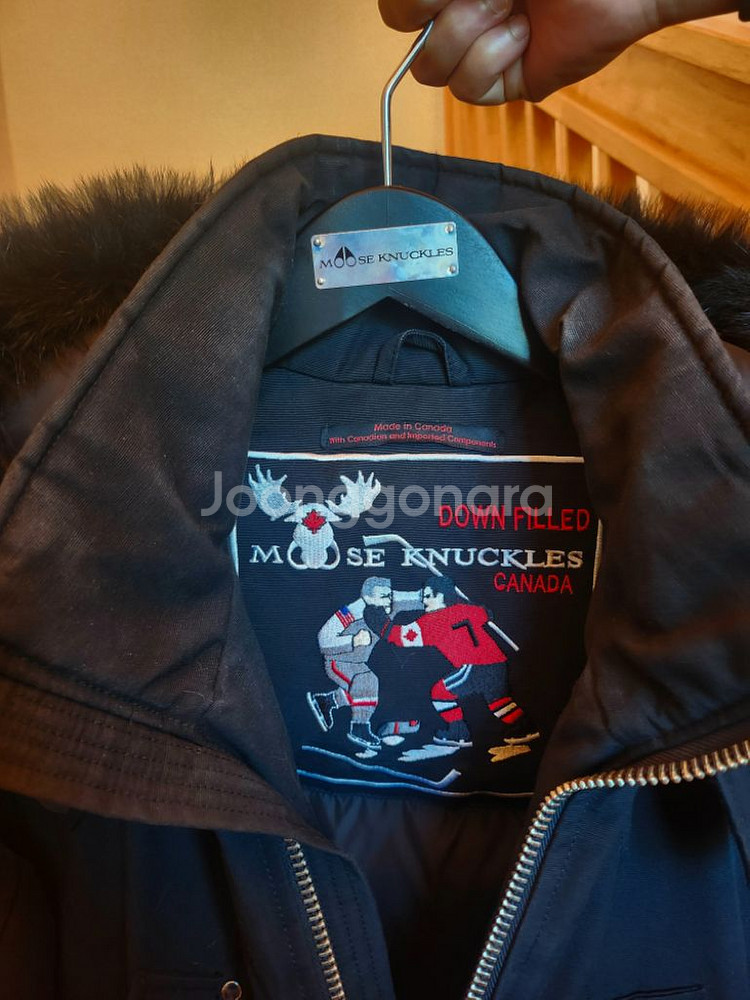 MOOSE KNUCKLES
Made in Canada
With Canadian and Imported Components
Joonggonara
DOWN FILLED
MOOSE KNUCKLES
CANADA
7